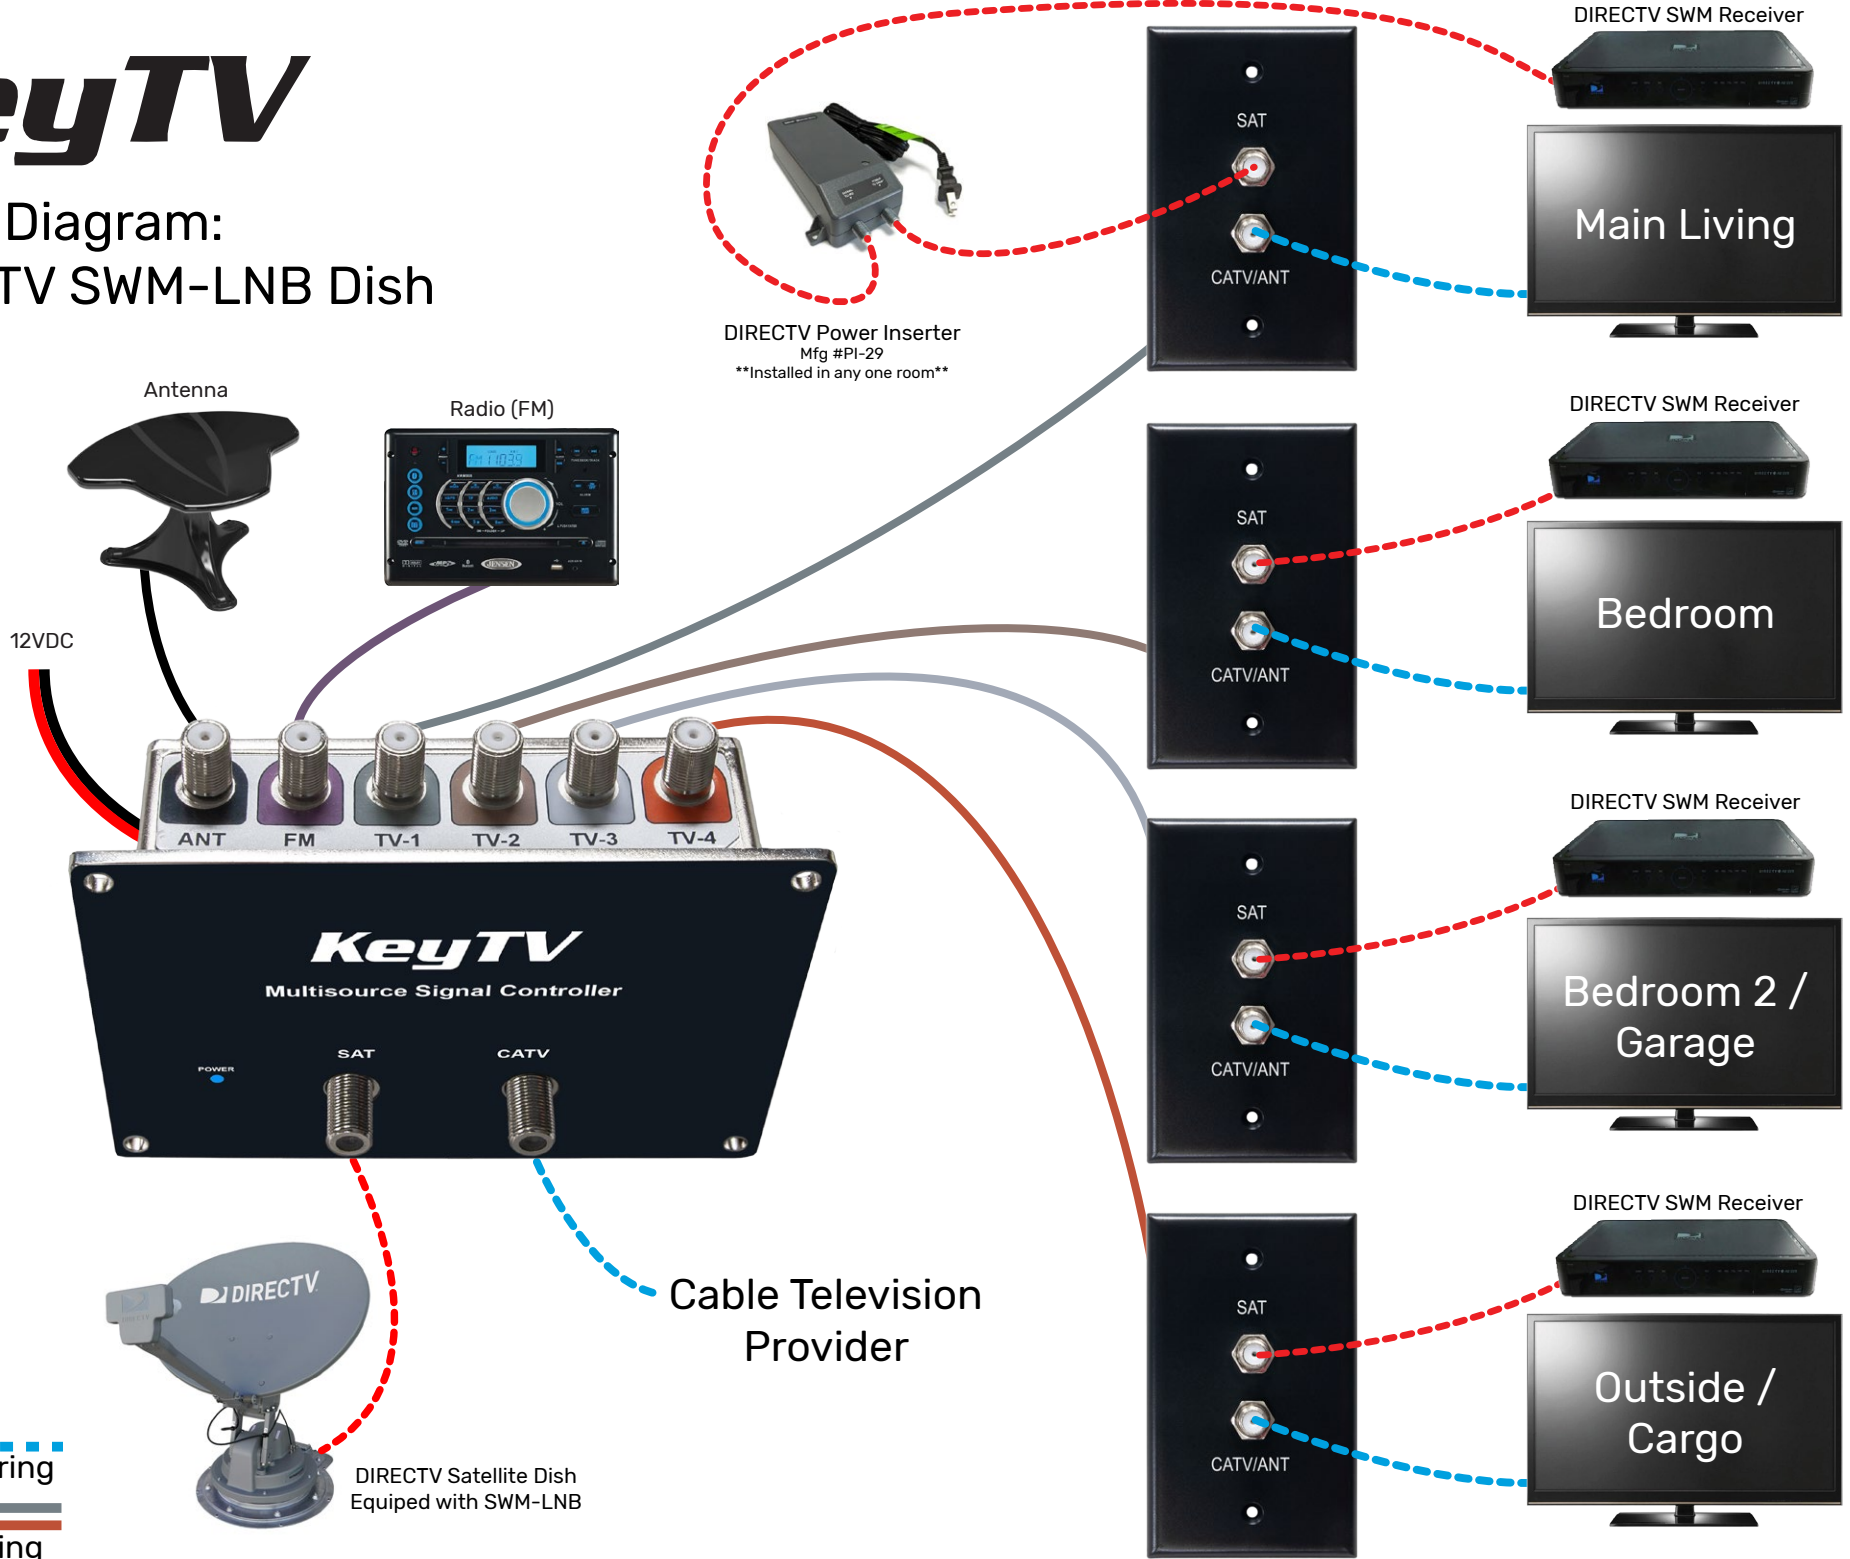 eyTV
Diagram:
TV SWM-LNB Dish
DIRECTV Power Inserter
Mfg #PI-29
**Installed in any one room**
Antenna
Radio (FM)
JENSEN
12VDC
ANT
FM
TV-1
TV-2
TV-3
TV-4
KeyTV
Multisource Signal Controller
POWER
SAT
CATV
Cable Television
Provider
DIRECTV
DIRECTV Satellite Dish
Equiped with SWM-LNB
ring
ing
SAT
CATV/ANT
DIRECTV SWM Receiver
Main Living
SAT
CATV/ANT
DIRECTV SWM Receiver
Bedroom
SAT
CATV/ANT
DIRECTV SWM Receiver
Bedroom 2 /
Garage
SAT
CATV/ANT
DIRECTV SWM Receiver
Outside /
Cargo